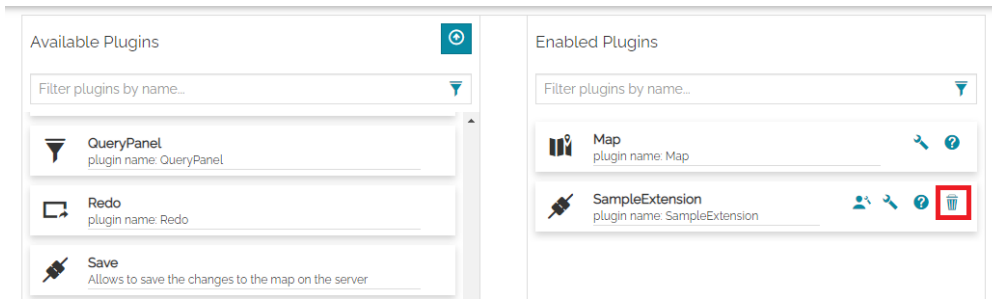 Available Plugins
Filter plugins by name...
QueryPanel
plugin name: QueryPanel
Redo
plugin name: Redo
Save
Allows to save the changes to the map on the server
Enabled Plugins
Filter plugins by name...
Map
plugin name: Map
SampleExtension
plugin name: SampleExtension